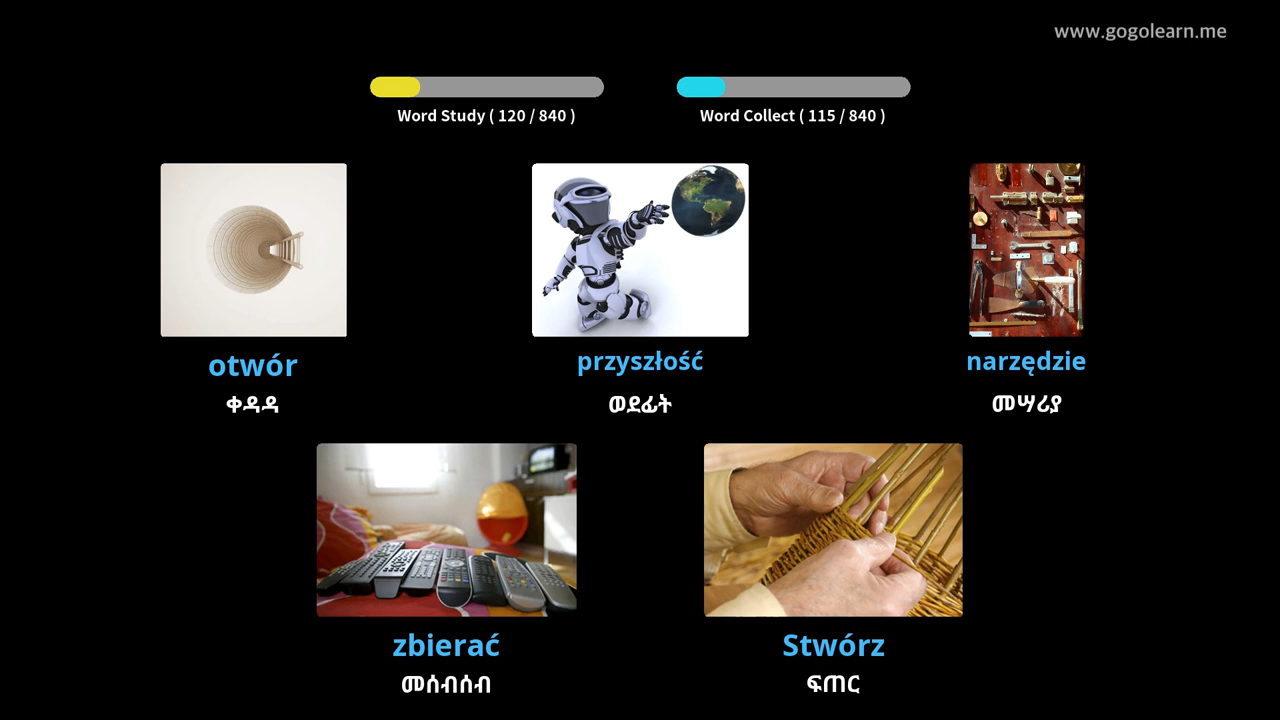 www.gogolearn.me
Word Study ( 120 / 840 )
Word Collect ( 115 / 840 )
otwór
przyszłość
narzędzie
ቀዳዳ
ወደፊት
መሣሪያ
zbierać
Stwórz
መሰብሰብ
ፍጠር